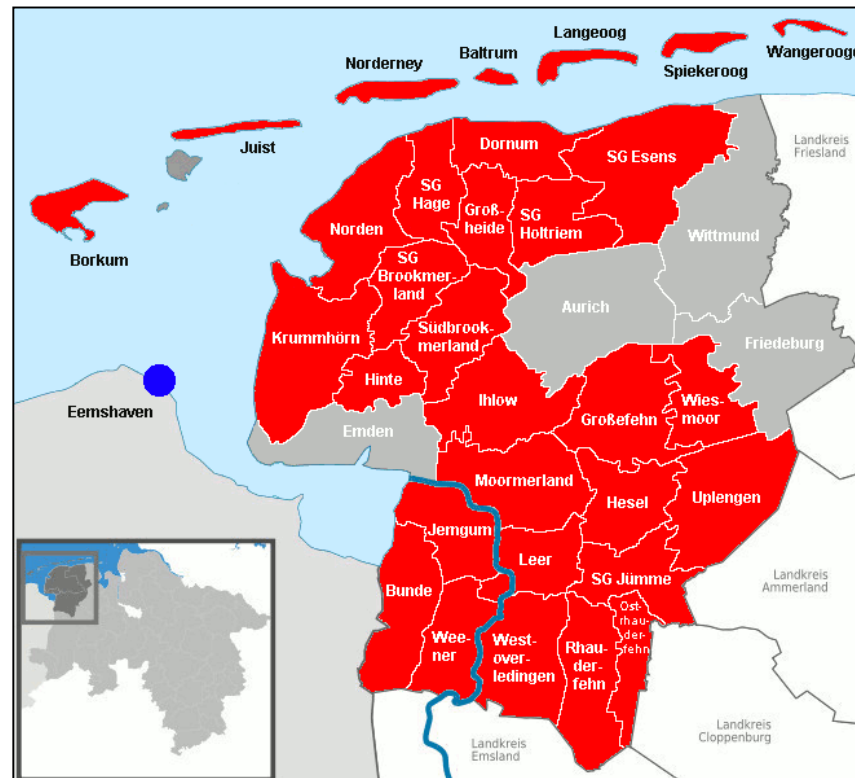 Langeoog
Wangerooge
Baltrum
Norderney
Spiekeroog
Juist
Dornum
SG Esens
Landkreis
Friesland
SG
Hage
Groß-
heide
SG
Holtriem
Norden
Wittmund
Borkum
SG
Brookmer-
land
Aurich
Krummhörn
Südbrook-
merland
Friedeburg
Hinte
Ihlow
Wies-
moor
Großefehn
Eemshaven
Emden
Moormerland
Hesel
Uplengen
Jemgum
Leer
Bunde
SG Jümme
Landkreis
Ammerland
Ost-
rhau-
derfehn
Wee-
ner
West-
over-
ledingen
Rhau-
der-
fehn
Landkreis
Cloppenburg
Landkreis
Emsland